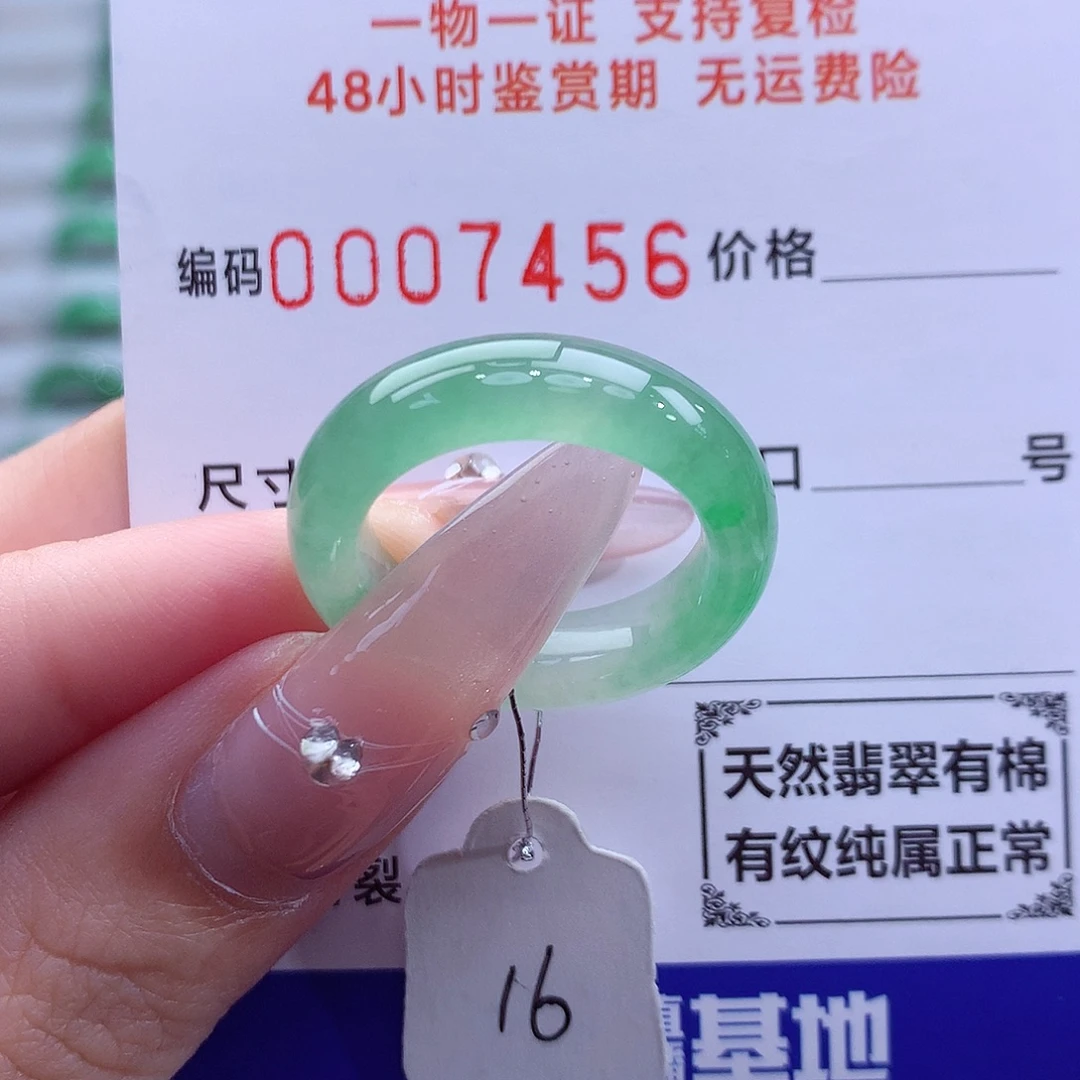 一物一证 支持复检
48小时鉴赏期 无运费险
编码0007456 价格
尺寸 口 号
天然翡翠有棉
有纹纯属正常
裂
16
基地